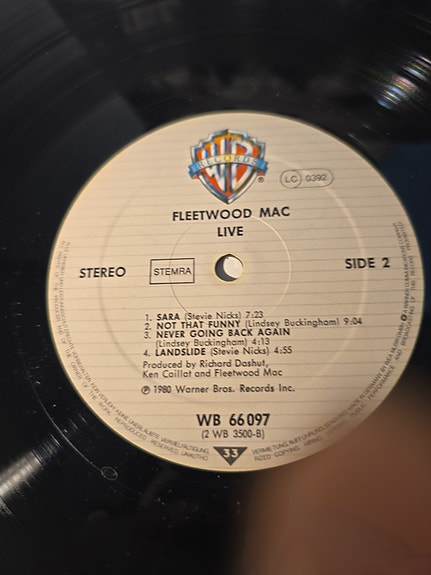 WB
RECORDS
®
LC 0392
FLEETWOOD MAC
LIVE
STEREO
STEMRA
SIDE 2
1. SARA (Stevie Nicks) 7:23
2. NOT THAT FUNNY (Lindsey Buckingham) 9:04
3. NEVER GOING BACK AGAIN
(Lindsey Buckingham) 4:13
4. LANDSLIDE (Stevie Nicks) 4:55
Produced by Richard Dashut,
Ken Caillat and Fleetwood Mac
℗ 1980 Warner Bros. Records Inc.
WB 66097
(2 WB 3500-B)
33